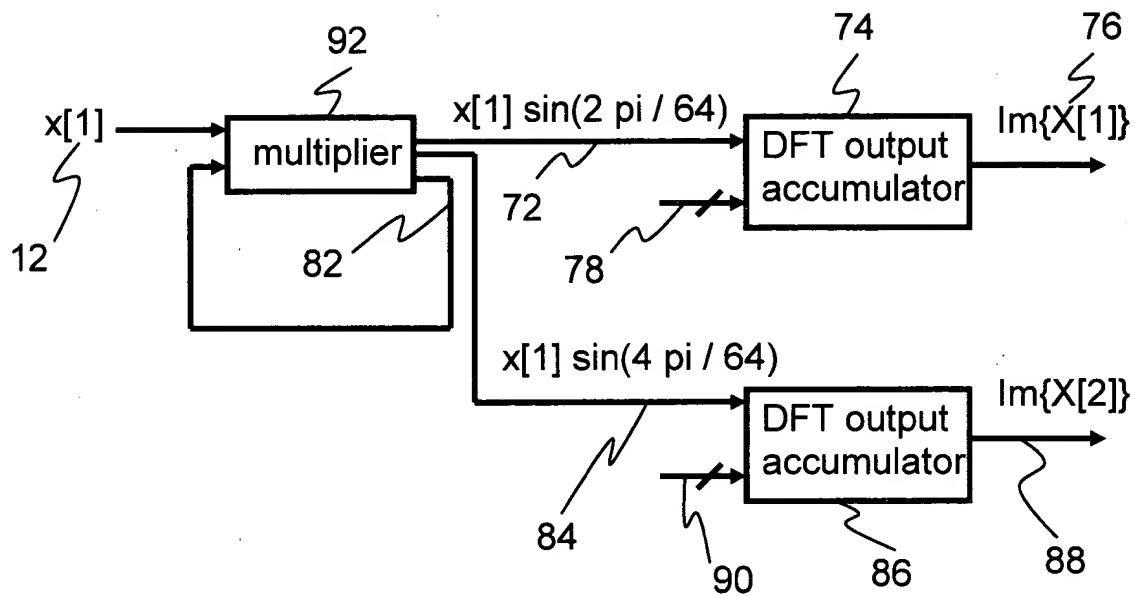 92
74
76
x[1]
multiplier
x[1] sin(2 pi / 64)
DFT output
accumulator
Im{X[1]}
12
82
72
78
x[1] sin(4 pi / 64)
DFT output
accumulator
Im{X[2]}
84
90
86
88